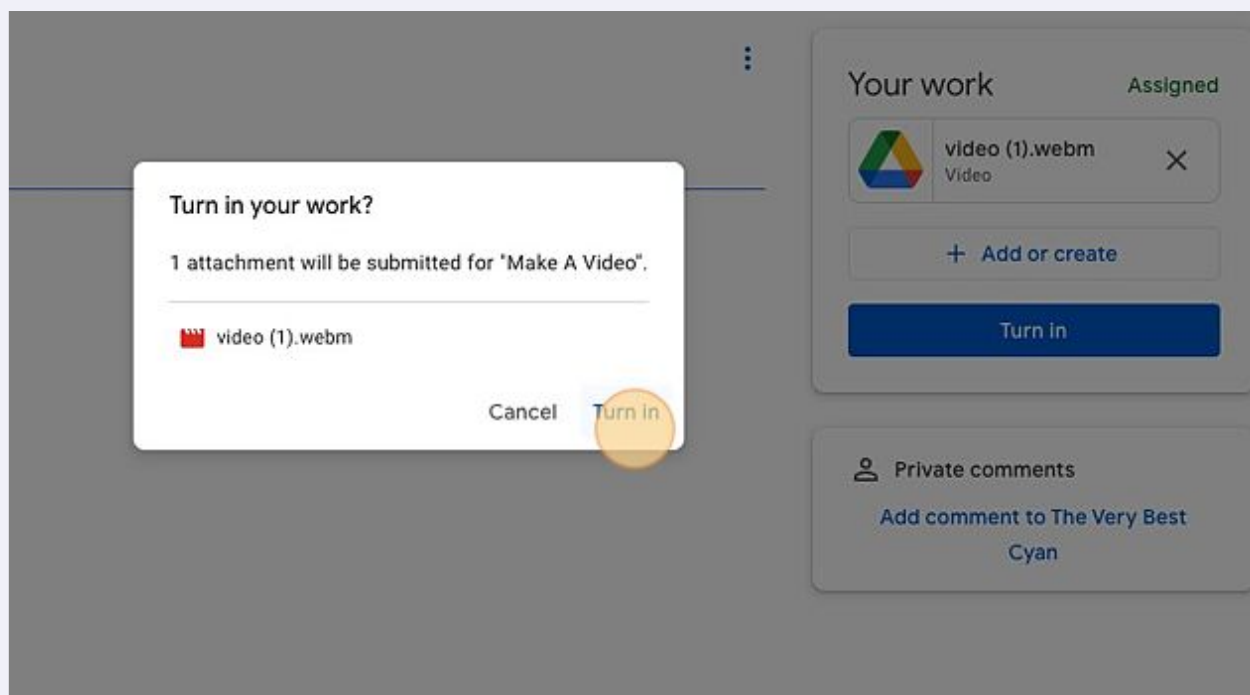 Your work
Assigned
video (1).webm
Video
+ Add or create
Turn in
Turn in your work?
1 attachment will be submitted for "Make A Video".
video (1).webm
Cancel Turn in
Private comments
Add comment to The Very Best
Cyan